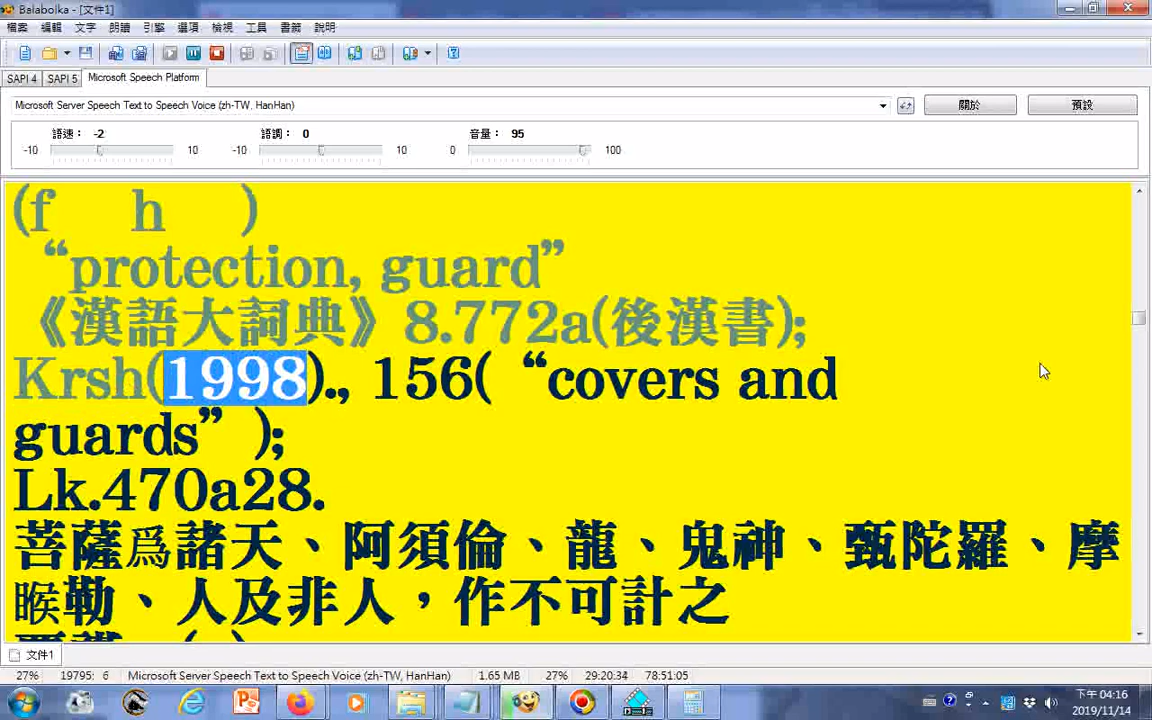 Balabolka - [文件1]
檔案 編輯 文字 朗讀 引擎 選項 檢視 工具 書籤 說明
SAPI 4 SAPI 5 Microsoft Speech Platform
Microsoft Server Speech Text to Speech Voice (zh-TW, HanHan) 關於 預設
語速： -2 語調： 0 音量： 95
-10 10 -10 10 0 100
(f h )
“protection, guard”
《漢語大詞典》 8.772a(後漢書);
Krsh(1998)., 156( “covers and
guards” );
Lk.470a28.
菩薩爲諸天、阿須倫、龍、鬼神、甄陀羅、摩
睺勒、人及非人，作不可計之
文件1
27% 19795: 6 Microsoft Server Speech Text to Speech Voice (zh-TW, HanHan) 1.65 MB 27% 29:20:34 78:51:05
下午 04:16
2019/11/14